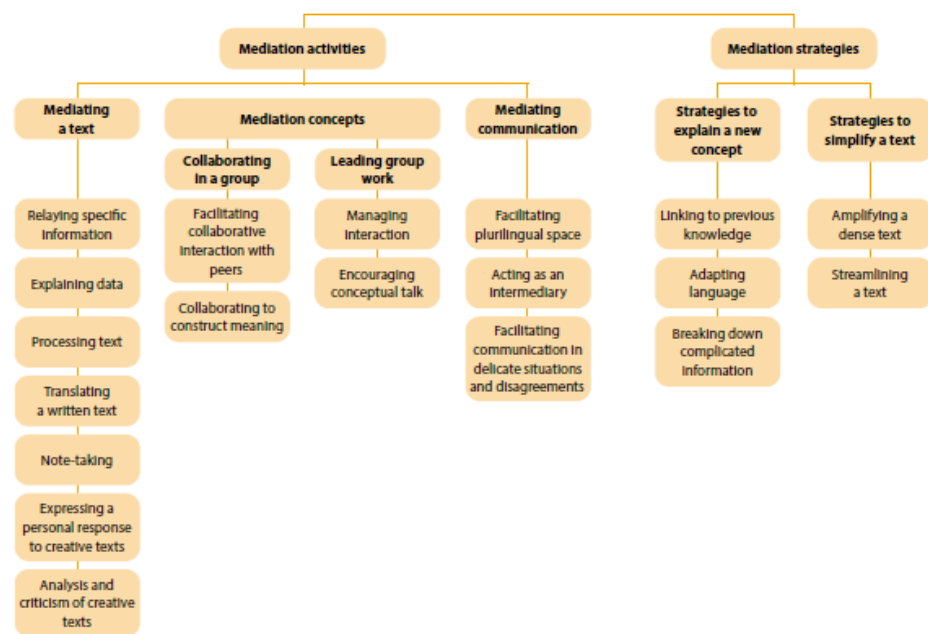 Mediation activities
Mediation strategies
Mediating
a text
Mediation concepts
Mediating
communication
Strategies to
explain a new
concept
Strategies to
simplify a text
Collaborating
in a group
Leading group
work
Relaying specific
information
Explaining data
Processing text
Translating
a written text
Note-taking
Expressing a
personal response
to creative texts
Analysis and
criticism of creative
texts
Facilitating
collaborative
interaction with
peers
Collaborating to
construct meaning
Managing
interaction
Encouraging
conceptual talk
Facilitating
plurilingual space
Acting as an
intermediary
Facilitating
communication in
delicate situations
and disagreements
Linking to previous
knowledge
Adapting
language
Breaking down
complicated
information
Amplifying a
dense text
Streamlining
a text